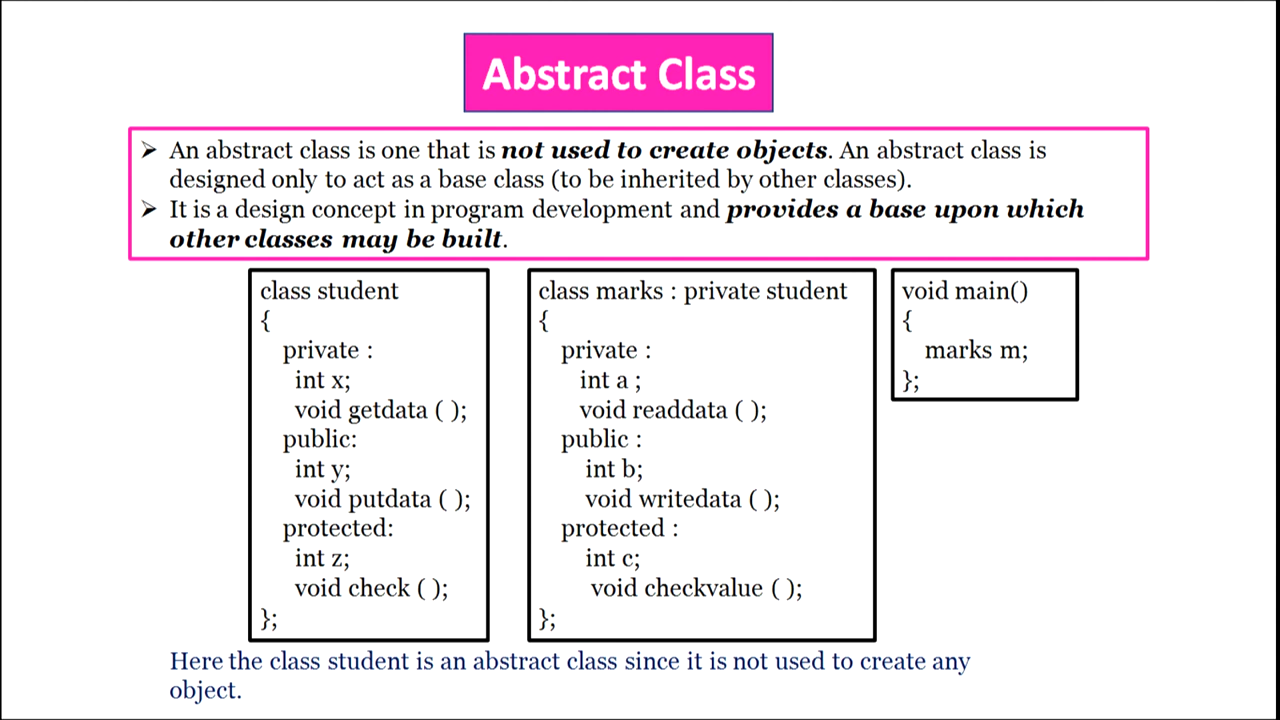 Abstract Class
➢ An abstract class is one that is not used to create objects. An abstract class is
designed only to act as a base class (to be inherited by other classes).
➢ It is a design concept in program development and provides a base upon which
other classes may be built.
class student
{
private :
int x;
void getdata ( );
public:
int y;
void putdata ( );
protected:
int z;
void check ( );
};
class marks : private student
{
private :
int a ;
void readdata ( );
public :
int b;
void writedata ( );
protected :
int c;
void checkvalue ( );
};
void main()
{
marks m;
};
Here the class student is an abstract class since it is not used to create any
object.